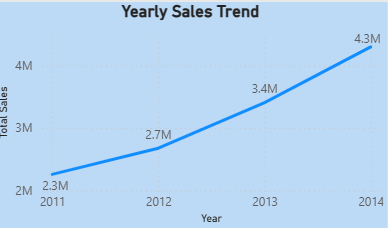 Yearly Sales Trend
4.3M
4M
3.4M
Total Sales
3M
2.7M
2.3M
2M
2011
2012
2013
2014
Year